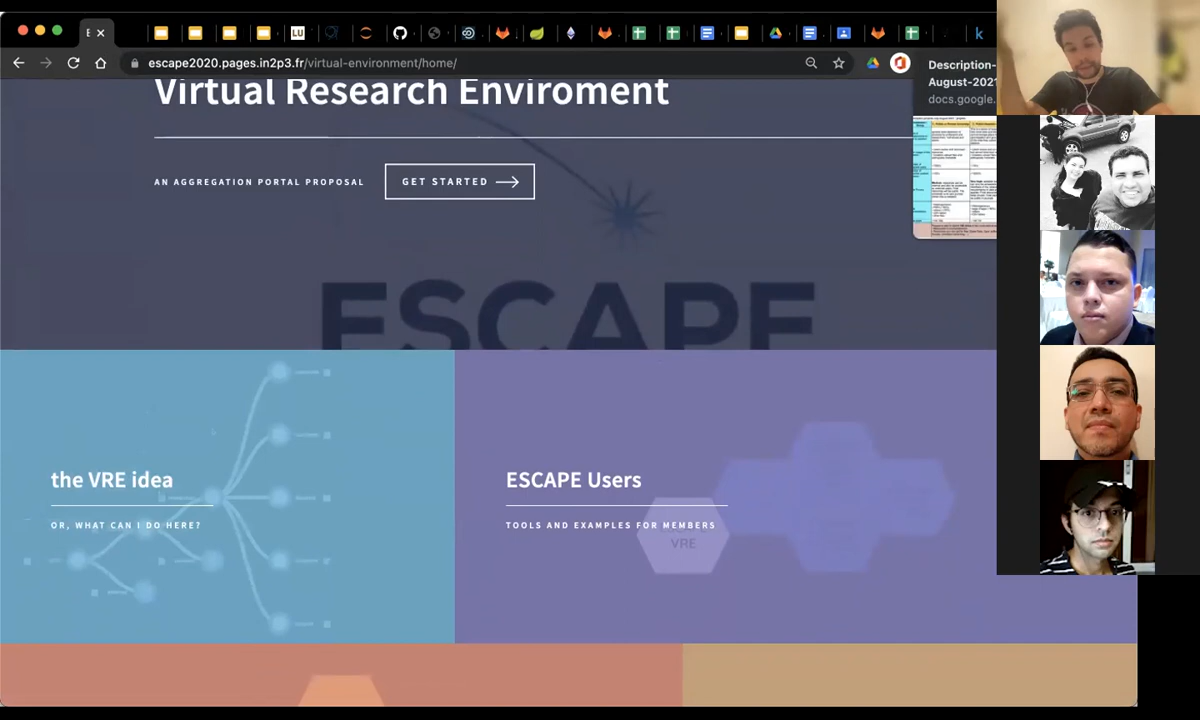 E
LU
k
escape2020.pages.in2p3.fr/virtual-environment/home/
Description-
August-2021
docs.google.
Virtual Research Enviroment
AN AGGREGATION PORTAL PROPOSAL
GET STARTED
ESCAPE
the VRE idea
OR, WHAT CAN I DO HERE?
ESCAPE Users
TOOLS AND EXAMPLES FOR MEMBERS
VRE